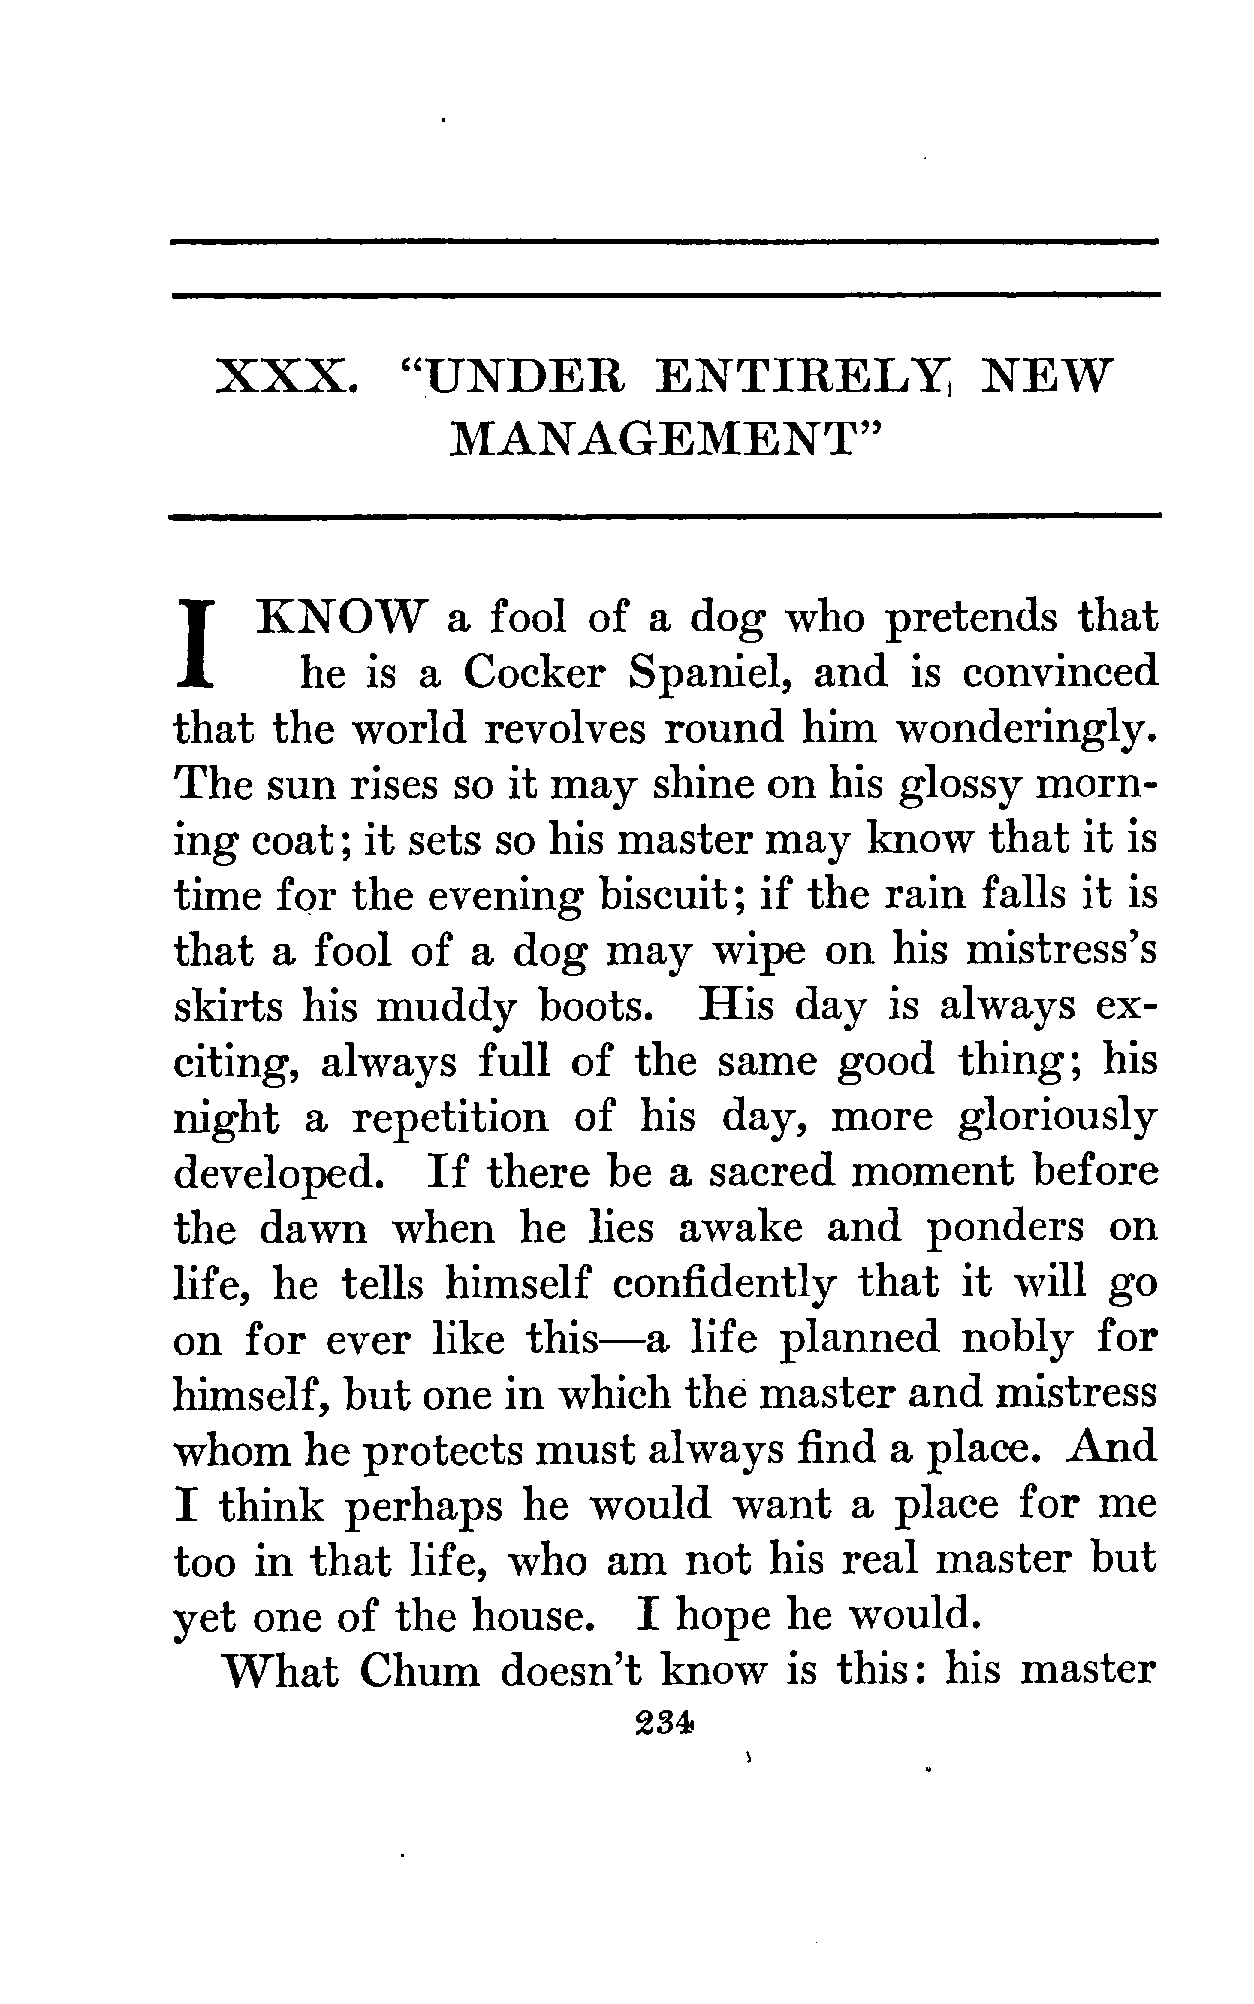 XXX. “UNDER ENTIRELY NEW
MANAGEMENT”
I KNOW a fool of a dog who pretends that
he is a Cocker Spaniel, and is convinced
that the world revolves round him wonderingly.
The sun rises so it may shine on his glossy morn-
ing coat; it sets so his master may know that it is
time for the evening biscuit; if the rain falls it is
that a fool of a dog may wipe on his mistress’s
skirts his muddy boots. His day is always ex-
citing, always full of the same good thing; his
night a repetition of his day, more gloriously
developed. If there be a sacred moment before
the dawn when he lies awake and ponders on
life, he tells himself confidently that it will go
on for ever like this—a life planned nobly for
himself, but one in which the master and mistress
whom he protects must always find a place. And
I think perhaps he would want a place for me
too in that life, who am not his real master but
yet one of the house. I hope he would.
What Chum doesn’t know is this: his master
234